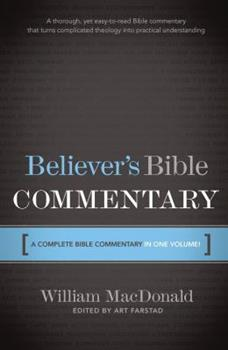 A thorough, yet easy-to-read Bible commentary
that turns complicated theology into practical understanding
Believer's Bible
COMMENTARY
[ A COMPLETE BIBLE COMMENTARY IN ONE VOLUME! ]
William MacDonald
EDITED BY ART FARSTAD